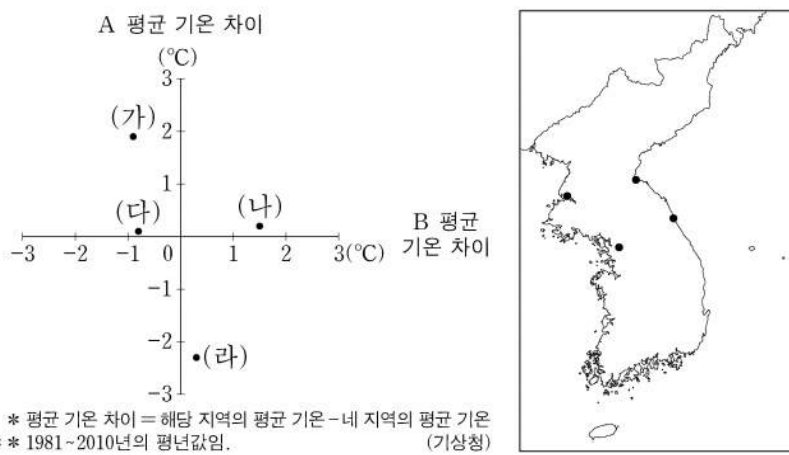 A 평균 기온 차이
(℃)
3
(가)
2
1
(다)
(나)
B 평균
기온 차이
-3 -2 -1 0 1 2 3(℃)
-1
-2
(라)
-3
* 평균 기온 차이=해당 지역의 평균 기온-네 지역의 평균 기온
* * 1981~2010년의 평년값임. (기상청)